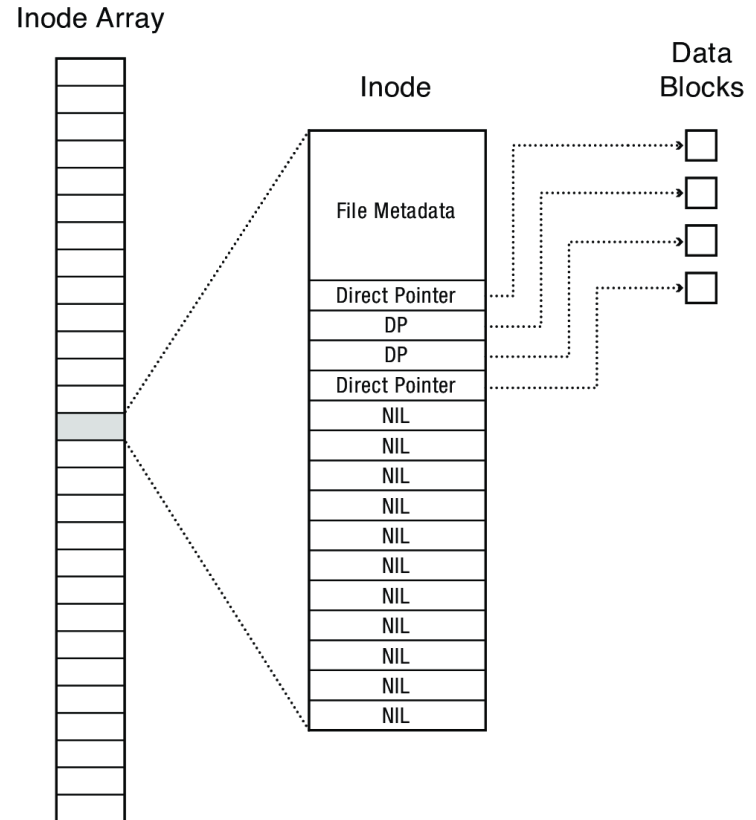 Inode Array
Inode
Data
Blocks
File Metadata
Direct Pointer
DP
DP
Direct Pointer
NIL
NIL
NIL
NIL
NIL
NIL
NIL
NIL
NIL
NIL
NIL